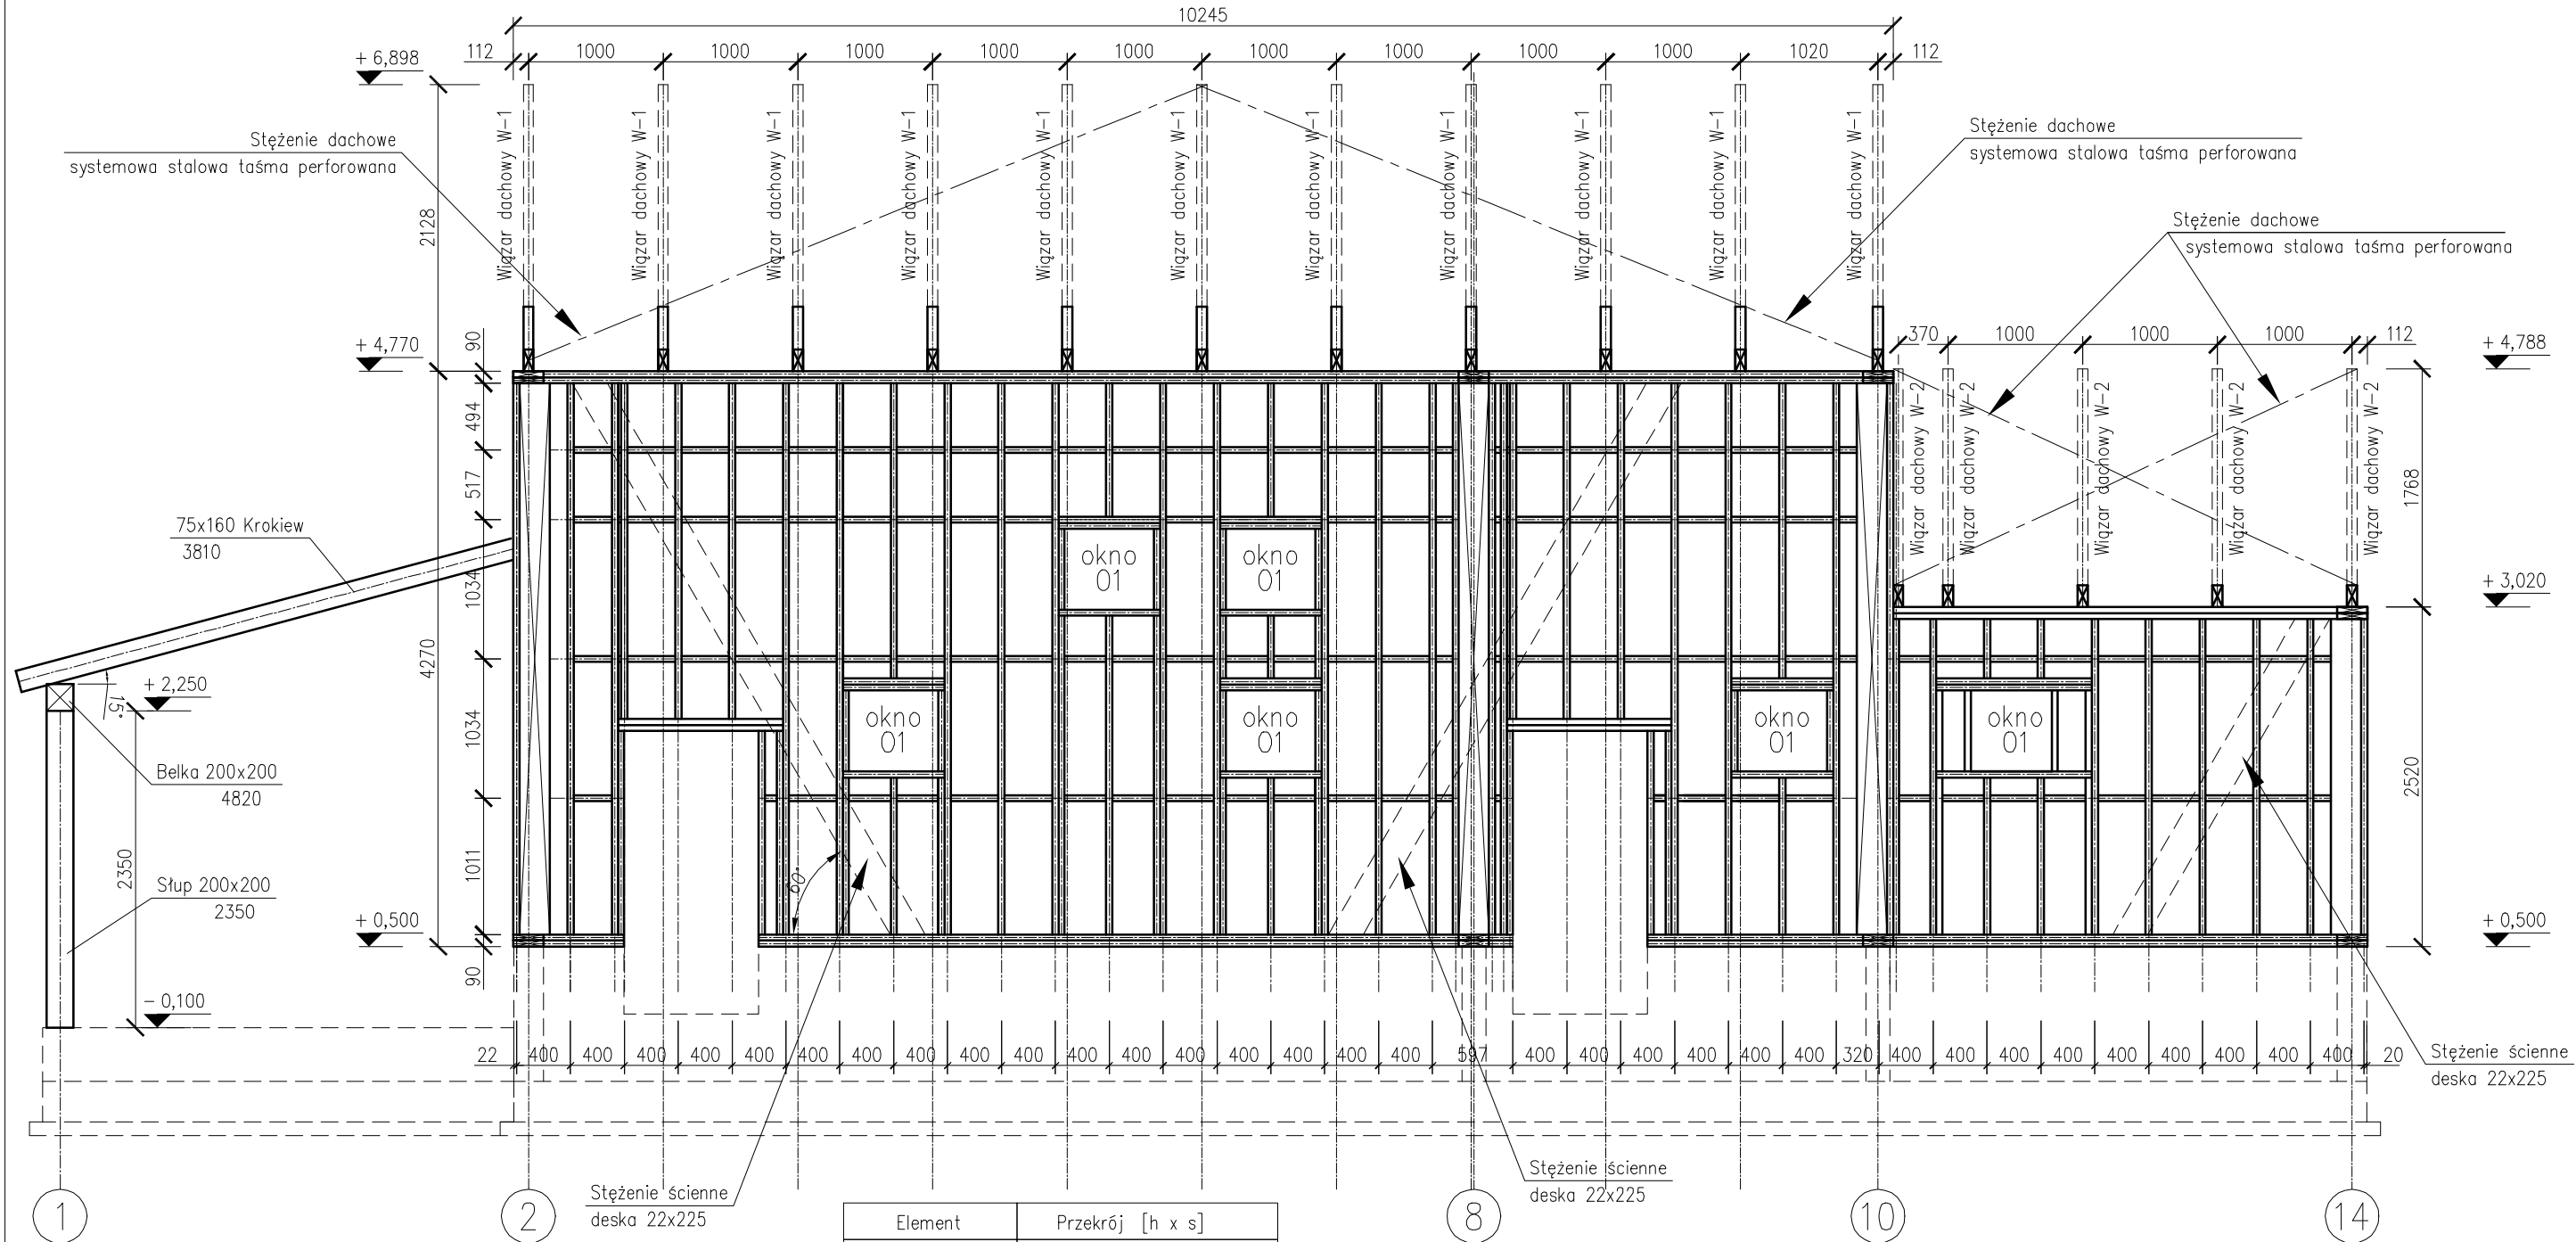 10245
112 1000 1000 1000 1000 1000 1000 1000 1000 1000 1020 112
+ 6,898
Stężenie dachowe
systemowa stalowa taśma perforowana
Stężenie dachowe
systemowa stalowa taśma perforowana
Stężenie dachowe
systemowa stalowa taśma perforowana
Wiązar dachowy W-1
Wiązar dachowy W-1
Wiązar dachowy W-1
Wiązar dachowy W-1
Wiązar dachowy W-1
Wiązar dachowy W-1
Wiązar dachowy W-1
Wiązar dachowy W-1
Wiązar dachowy W-1
Wiązar dachowy W-1
Wiązar dachowy W-1
2128
+ 4,770
90
494
517
1034
1034
1011
90
4270
370 1000 1000 1000 112
+ 4,788
Wiązar dachowy W-2
Wiązar dachowy W-2
Wiązar dachowy W-2
Wiązar dachowy W-2
Wiązar dachowy W-2
1768
+ 3,020
2520
+ 0,500
75x160 Krokiew
3810
15°
+ 2,250
Belka 200x200
4820
2350
Słup 200x200
2350
+ 0,500
- 0,100
okno
O1
okno
O1
okno
O1
okno
O1
okno
O1
okno
O1
60°
22 400 400 400 400 400 400 400 400 400 400 400 400 400 400 400 400 400 597 400 400 400 400 400 400 320 400 400 400 400 400 400 400 400 400 20
Stężenie ścienne
deska 22x225
Stężenie ścienne
deska 22x225
Stężenie ścienne
deska 22x225
1 2 8 10 14
Element Przekrój [h x s]